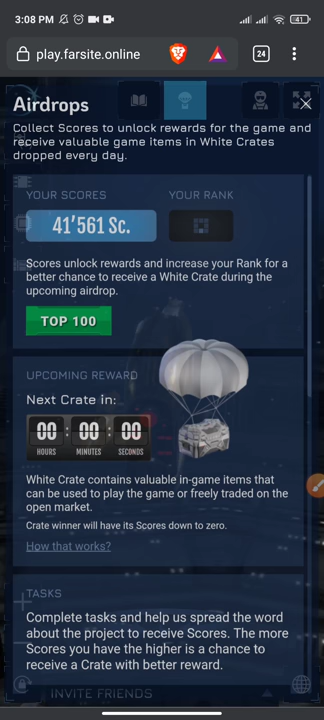 3:08 PM
41
play.farsite.online
24
Airdrops
Collect Scores to unlock rewards for the game and
receive valuable game items in White Crates
dropped every day.
YOUR SCORES
YOUR RANK
41’561 Sc.
Scores unlock rewards and increase your Rank for a
better chance to receive a White Crate during the
upcoming airdrop.
TOP 100
UPCOMING REWARD
Next Crate in:
00 : 00 : 00
HOURS MINUTES SECONDS
White Crate contains valuable in-game items that
can be used to play the game or freely traded on the
open market.
Crate winner will have its Scores down to zero.
How that works?
TASKS
Complete tasks and help us spread the word
about the project to receive Scores. The more
Scores you have the higher is a chance to
receive a Crate with better reward.
INVITE FRIENDS